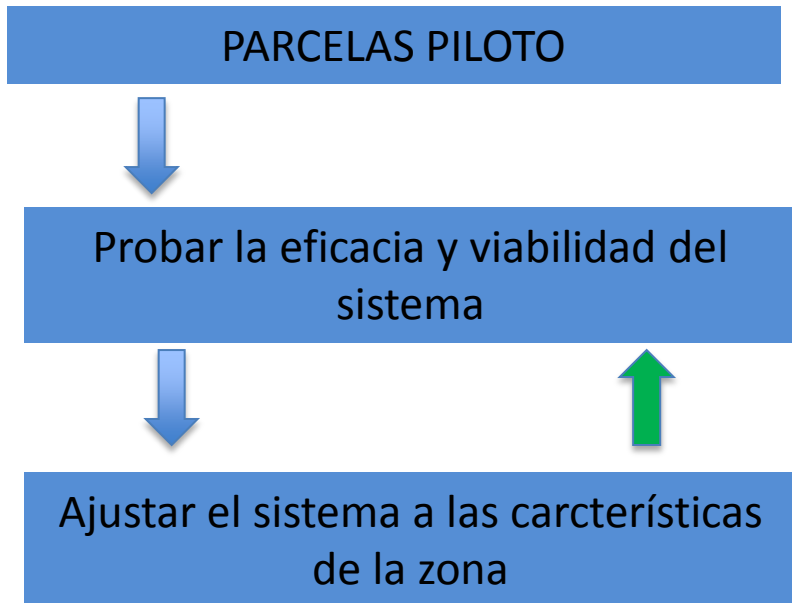 PARCELAS PILOTO
Probar la eficacia y viabilidad del
sistema
Ajustar el sistema a las carcterísticas
de la zona